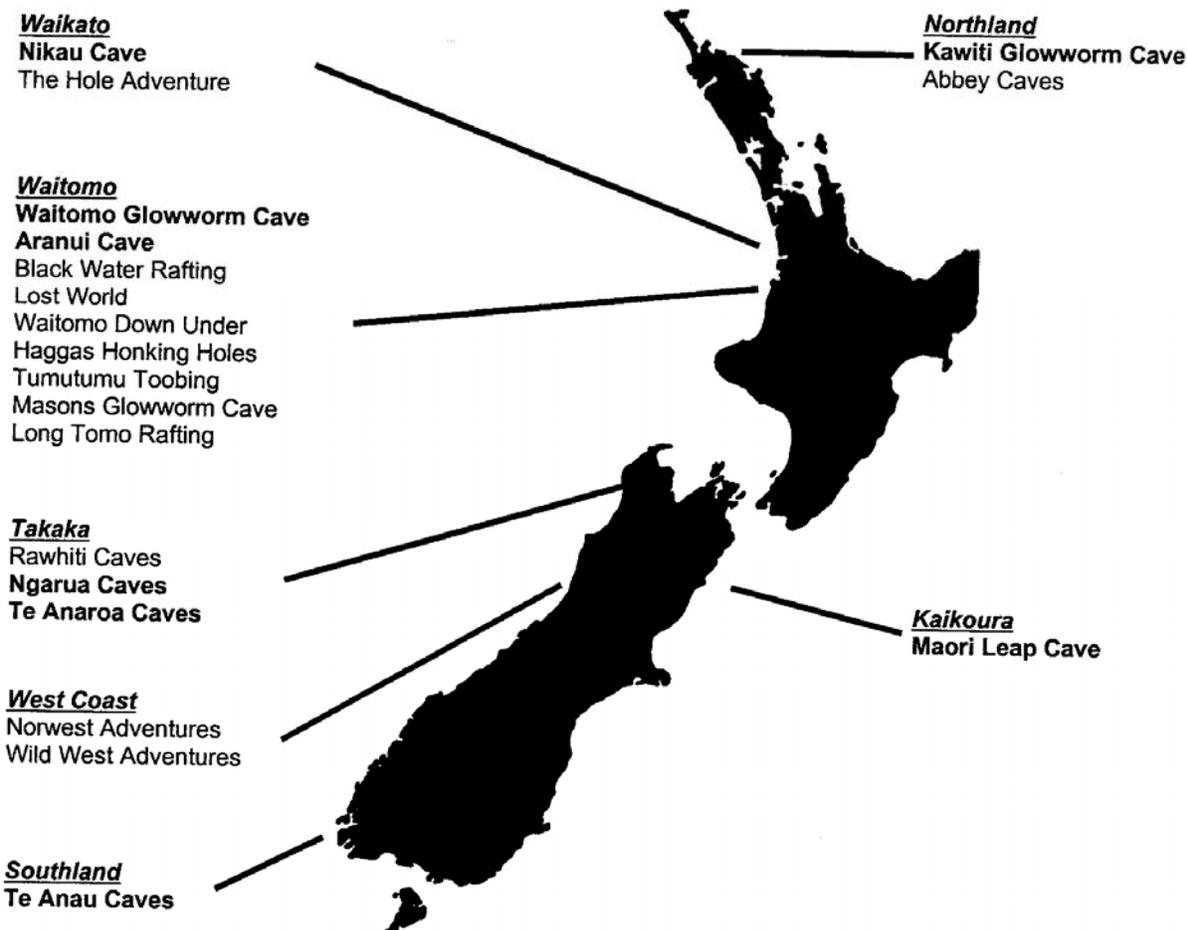 Waikato
Nikau Cave
The Hole Adventure
Northland
Kawiti Glowworm Cave
Abbey Caves
Waitomo
Waitomo Glowworm Cave
Aranui Cave
Black Water Rafting
Lost World
Waitomo Down Under
Haggas Honking Holes
Tumutumu Toobing
Masons Glowworm Cave
Long Tomo Rafting
Takaka
Rawhiti Caves
Ngarua Caves
Te Anaroa Caves
Kaikoura
Maori Leap Cave
West Coast
Norwest Adventures
Wild West Adventures
Southland
Te Anau Caves